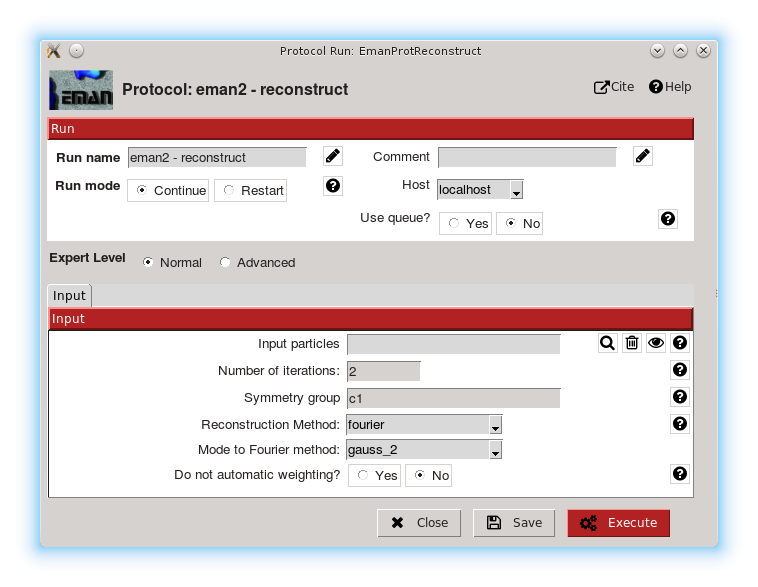 Protocol Run: EmanProtReconstruct
EMAN Protocol: eman2 - reconstruct Cite Help
Run
Run name eman2 - reconstruct Comment
Run mode Continue Restart Host localhost
Use queue? Yes No
Expert Level Normal Advanced
Input
Input
Input particles
Number of iterations: 2
Symmetry group c1
Reconstruction Method: fourier
Mode to Fourier method: gauss_2
Do not automatic weighting? Yes No
Close Save Execute